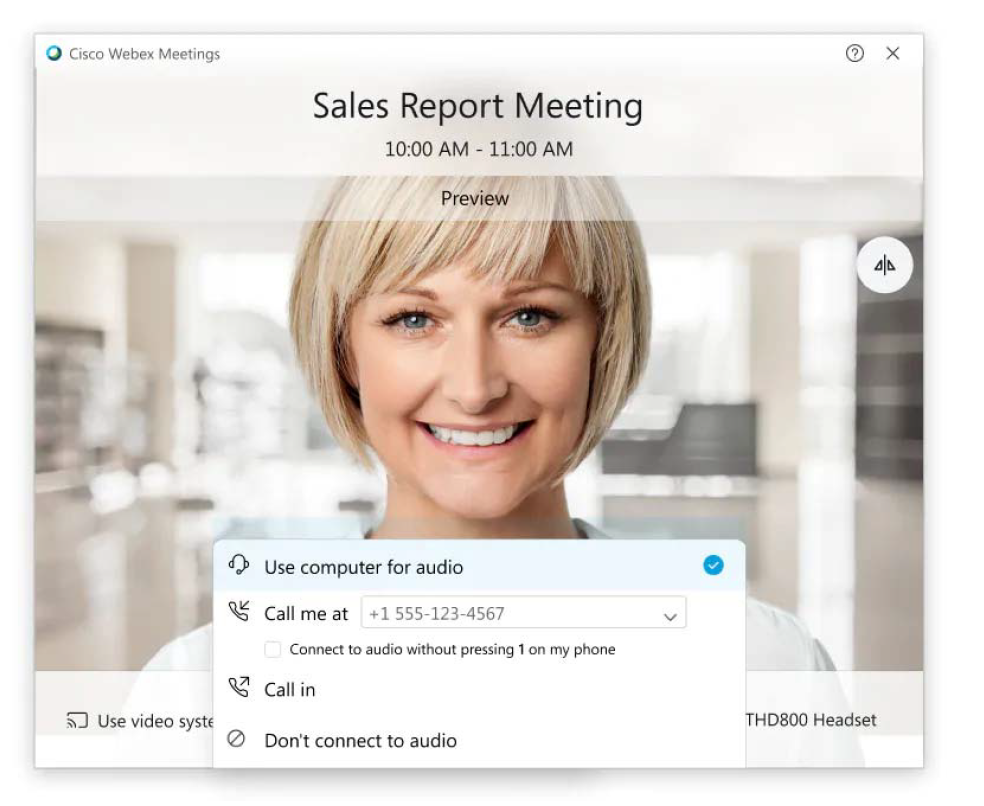 Cisco Webex Meetings
Sales Report Meeting
10:00 AM - 11:00 AM
Preview
Use computer for audio
Call me at +1 555-123-4567
Connect to audio without pressing 1 on my phone
Call in
Use video syste THD800 Headset
Don't connect to audio